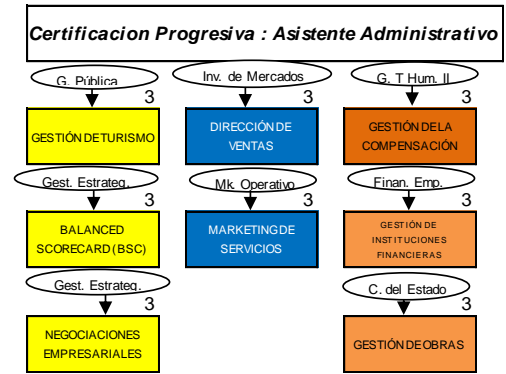 Certificacion Progresiva : Asistente Administrativo
G. Pública
3
GESTIÓN DE TURISMO
Inv. de Mercados
3
DIRECCIÓN DE
VENTAS
G. T Hum. II
3
GESTIÓN DE LA
COMPENSACIÓN
Gest. Estrateg.
3
BALANCED
SCORECARD (BSC)
Mk. Operativo
3
MARKETING DE
SERVICIOS
Finan. Emp.
3
GESTIÓN DE
INSTITUCIONES
FINANCIERAS
Gest. Estrateg.
3
NEGOCIACIONES
EMPRESARIALES
C. del Estado
3
GESTIÓN DE OBRAS